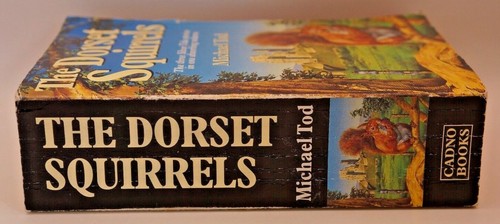 The Dorset
Squirrels
Michael Tod
THE DORSET
SQUIRRELS
Michael Tod
CADNO
BOOKS